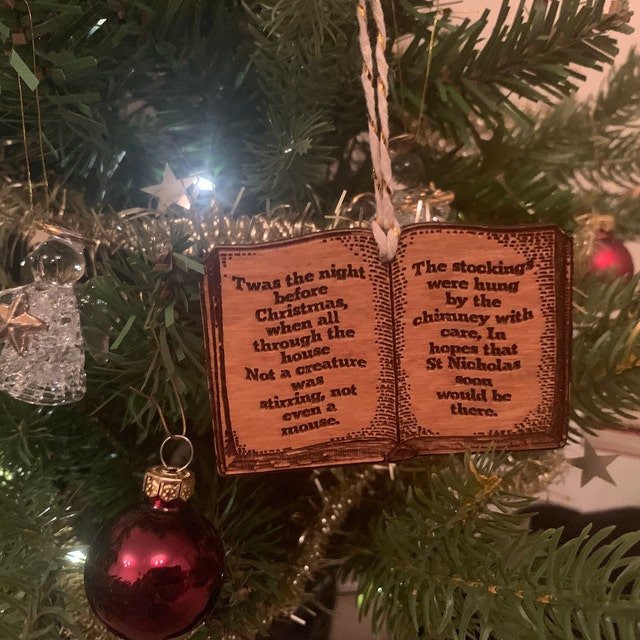 Twas the night
before
Christmas,
when all
through the
house
Not a creature
was
stirring, not
even a
mouse.
The stockings
were hung
by the
chimney with
care, In
hopes that
St Nicholas
soon
would be
there.